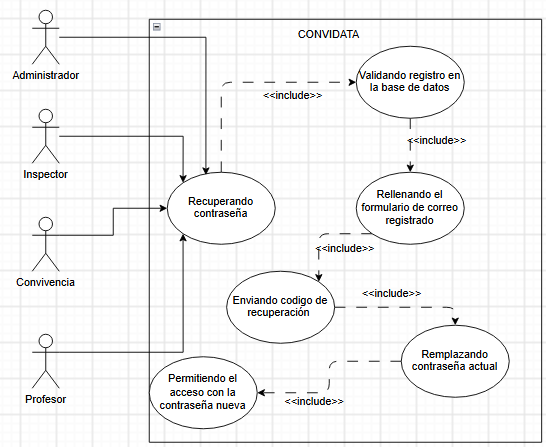 CONVIDATA
Administrador
Inspector
Convivencia
Profesor
Recuperando
contraseña
<<include>>
Validando registro en
la base de datos
<<include>>
Rellenando el
formulario de correo
registrado
<<include>>
Enviando codigo de
recuperación
<<include>>
Remplazando
contraseña actual
<<include>>
Permitiendo el
acceso con la
contraseña nueva